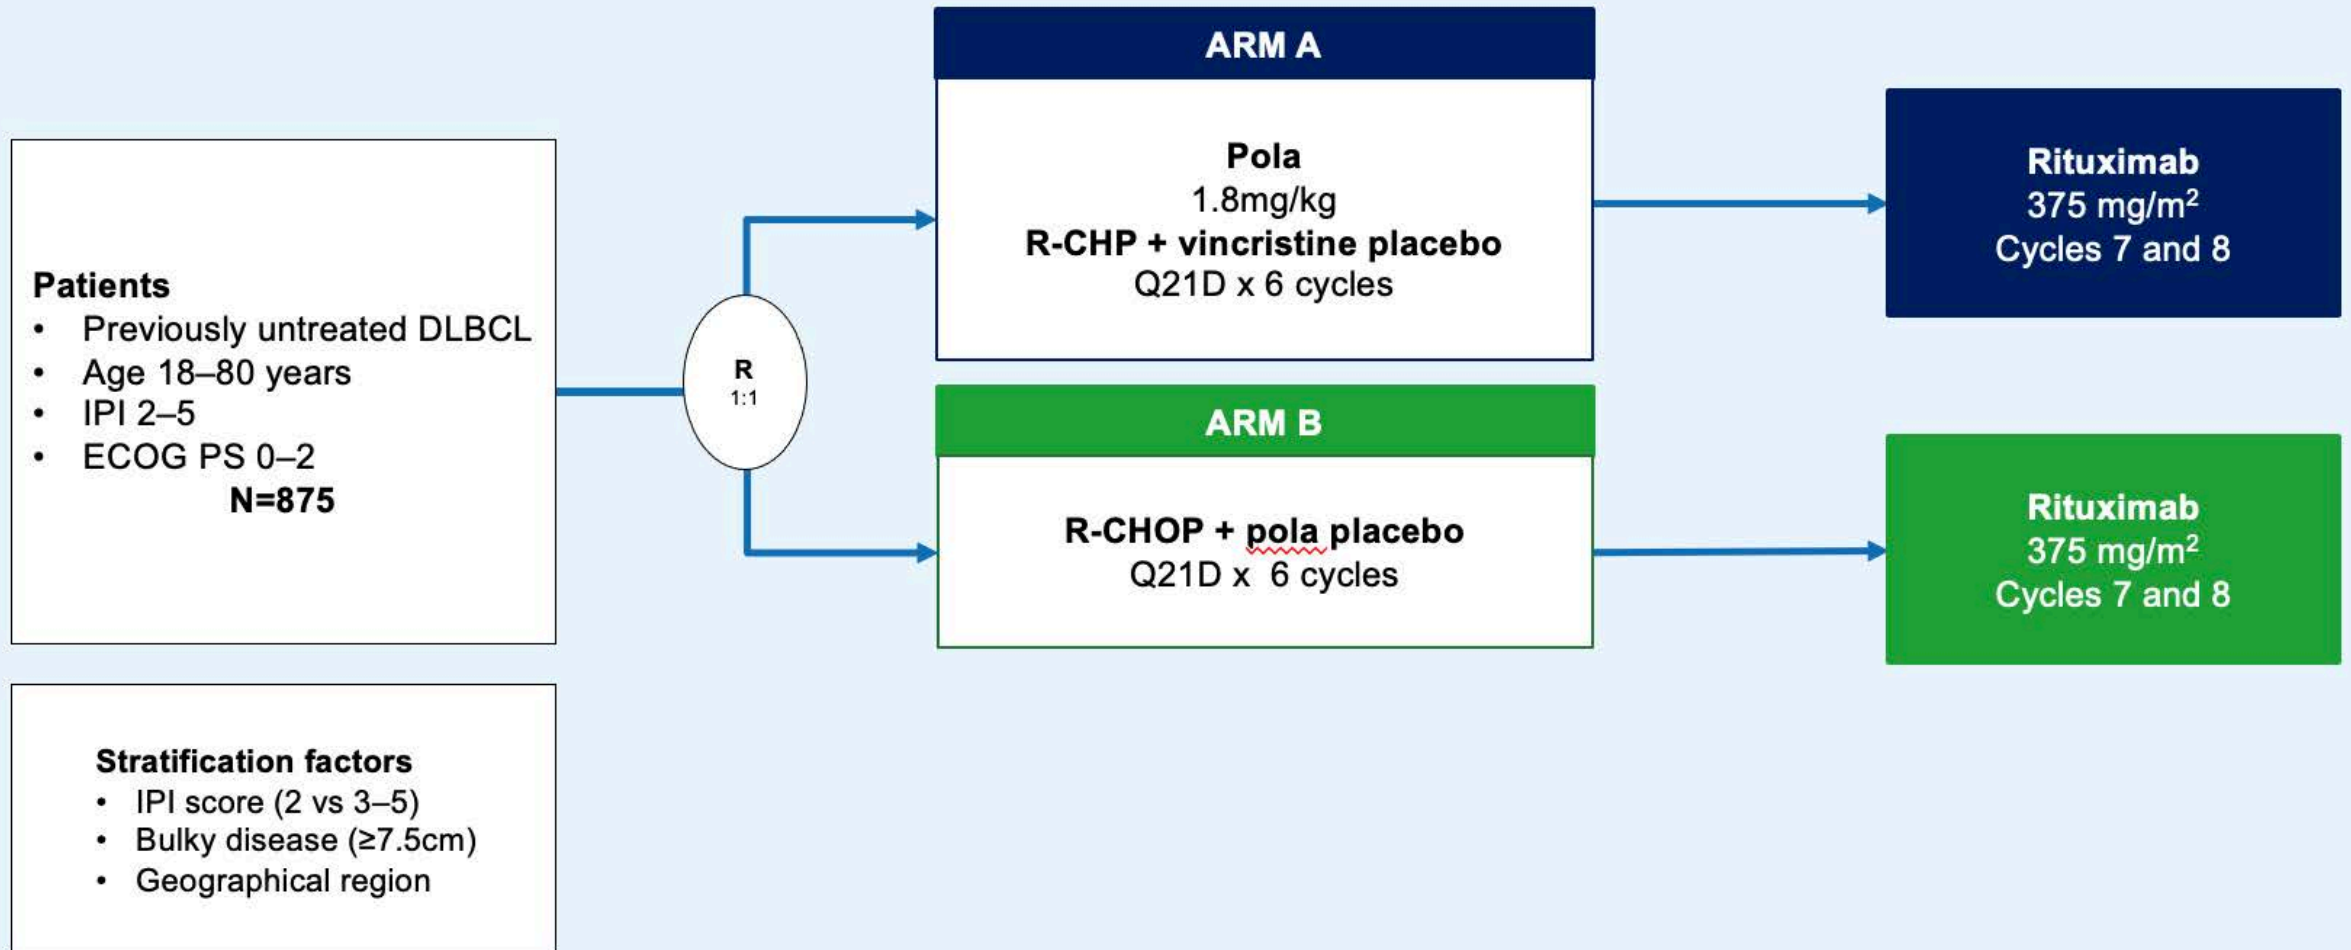 Patients
• Previously untreated DLBCL
• Age 18–80 years
• IPI 2–5
• ECOG PS 0–2
N=875
Stratification factors
• IPI score (2 vs 3–5)
• Bulky disease (≥7.5cm)
• Geographical region
R
1:1
ARM A
Pola
1.8mg/kg
R-CHP + vincristine placebo
Q21D x 6 cycles
Rituximab
375 mg/m²
Cycles 7 and 8
ARM B
R-CHOP + pola placebo
Q21D x  6 cycles
Rituximab
375 mg/m²
Cycles 7 and 8